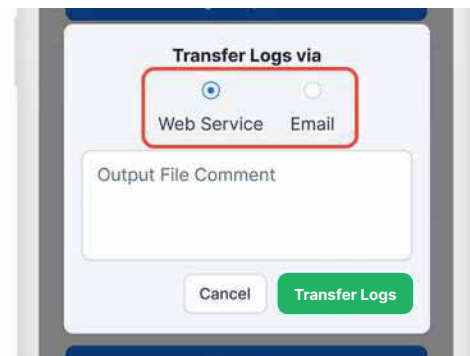 Transfer Logs via
Web Service Email
Output File Comment
Cancel Transfer Logs